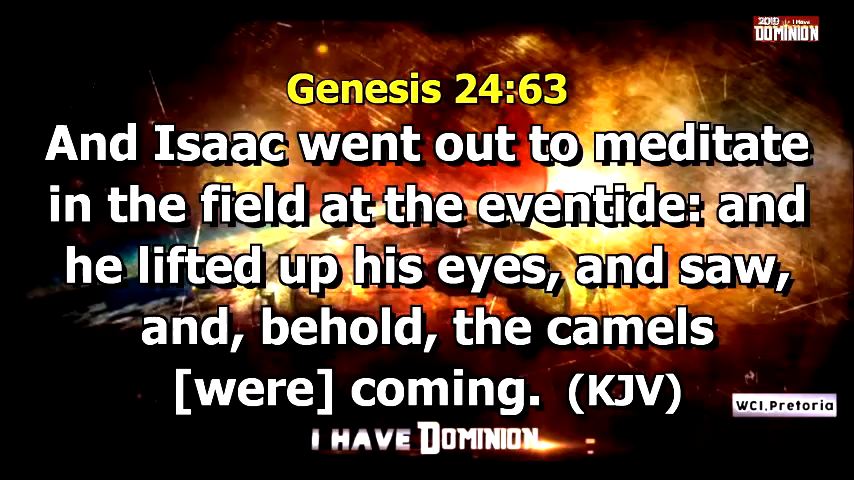 2019 I Have
DOMINION
Genesis 24:63
And Isaac went out to meditate
in the field at the eventide: and
he lifted up his eyes, and saw,
and, behold, the camels
[were] coming. (KJV)
WCI,Pretoria
I HAVE DOMINION